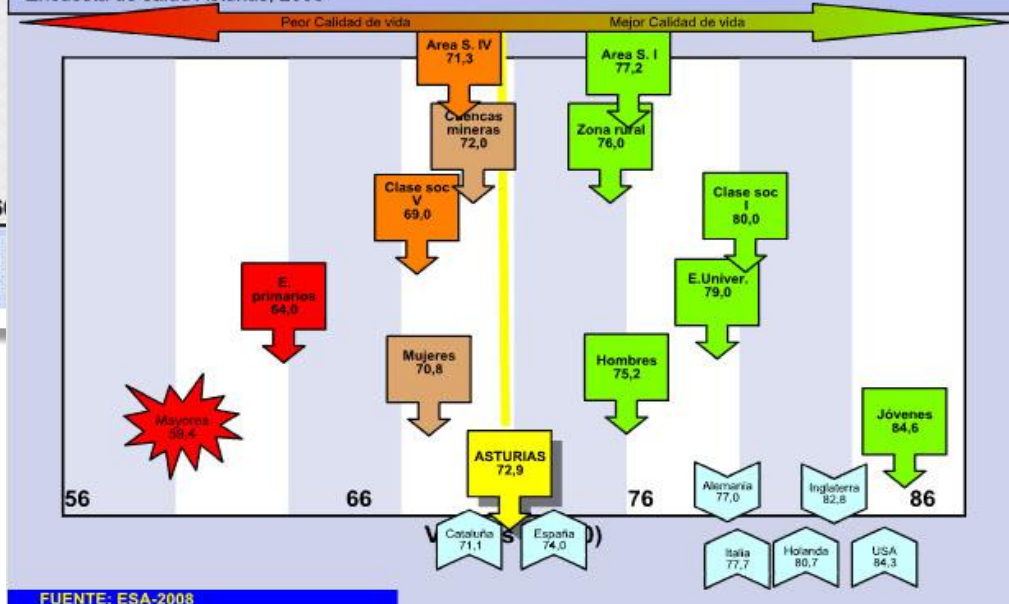 Peor Calidad de vida
Mejor Calidad de vida
Area S. IV
71,3
Area S. I
77,2
Cuencas
mineras
72,0
Zona rural
76,0
Clase soc
V
69,0
Clase soc
I
80,0
E.
primarios
64,0
E.Univer.
79,0
Mujeres
70,8
Hombres
75,2
Mayores
59,4
Jóvenes
84,6
ASTURIAS
72,9
Alemania
77,0
Inglaterra
82,8
56
66
76
86
Cataluña
71,1
España
74,0
Italia
77,7
Holanda
80,7
USA
84,3
FUENTE: ESA-2008